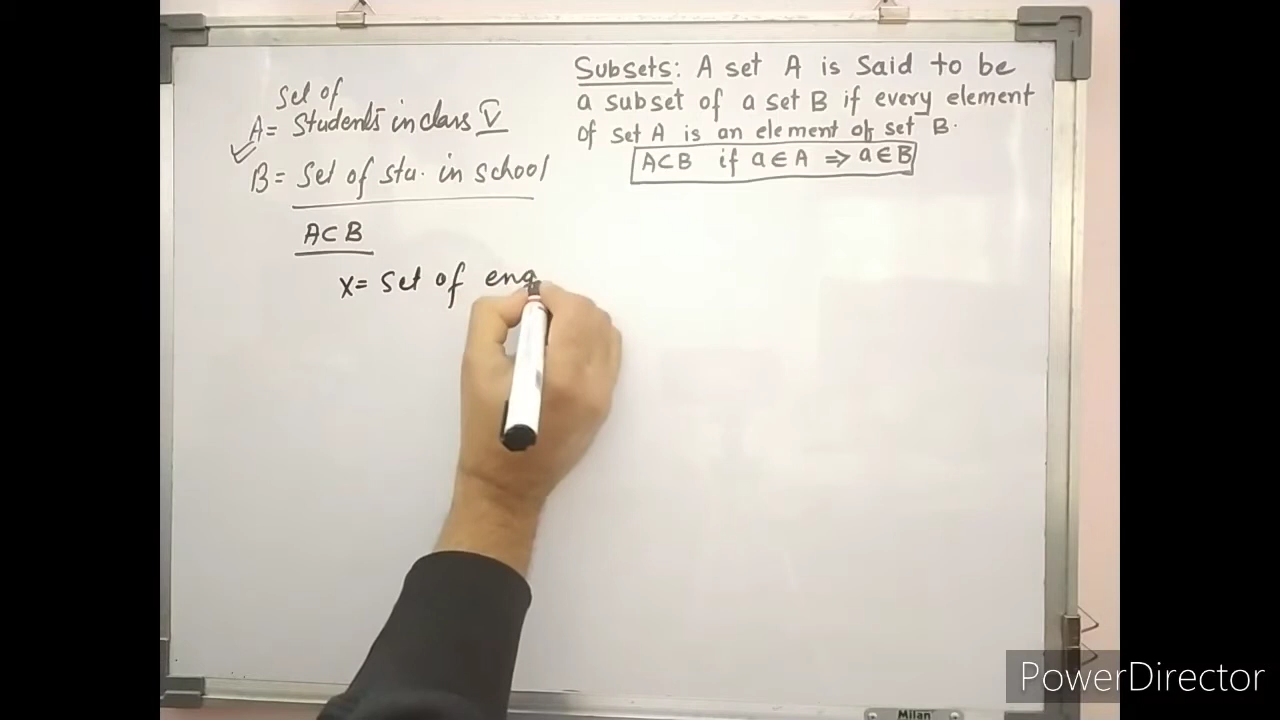 Set of
A= Students in class V
B= Set of stu. in school
A⊂B
X= Set of eng
Subsets: A set A is said to be
a subset of a set B if every element
of set A is an element of set B.
A⊂B if a∈A ⇒ a∈B
PowerDirector
Milan